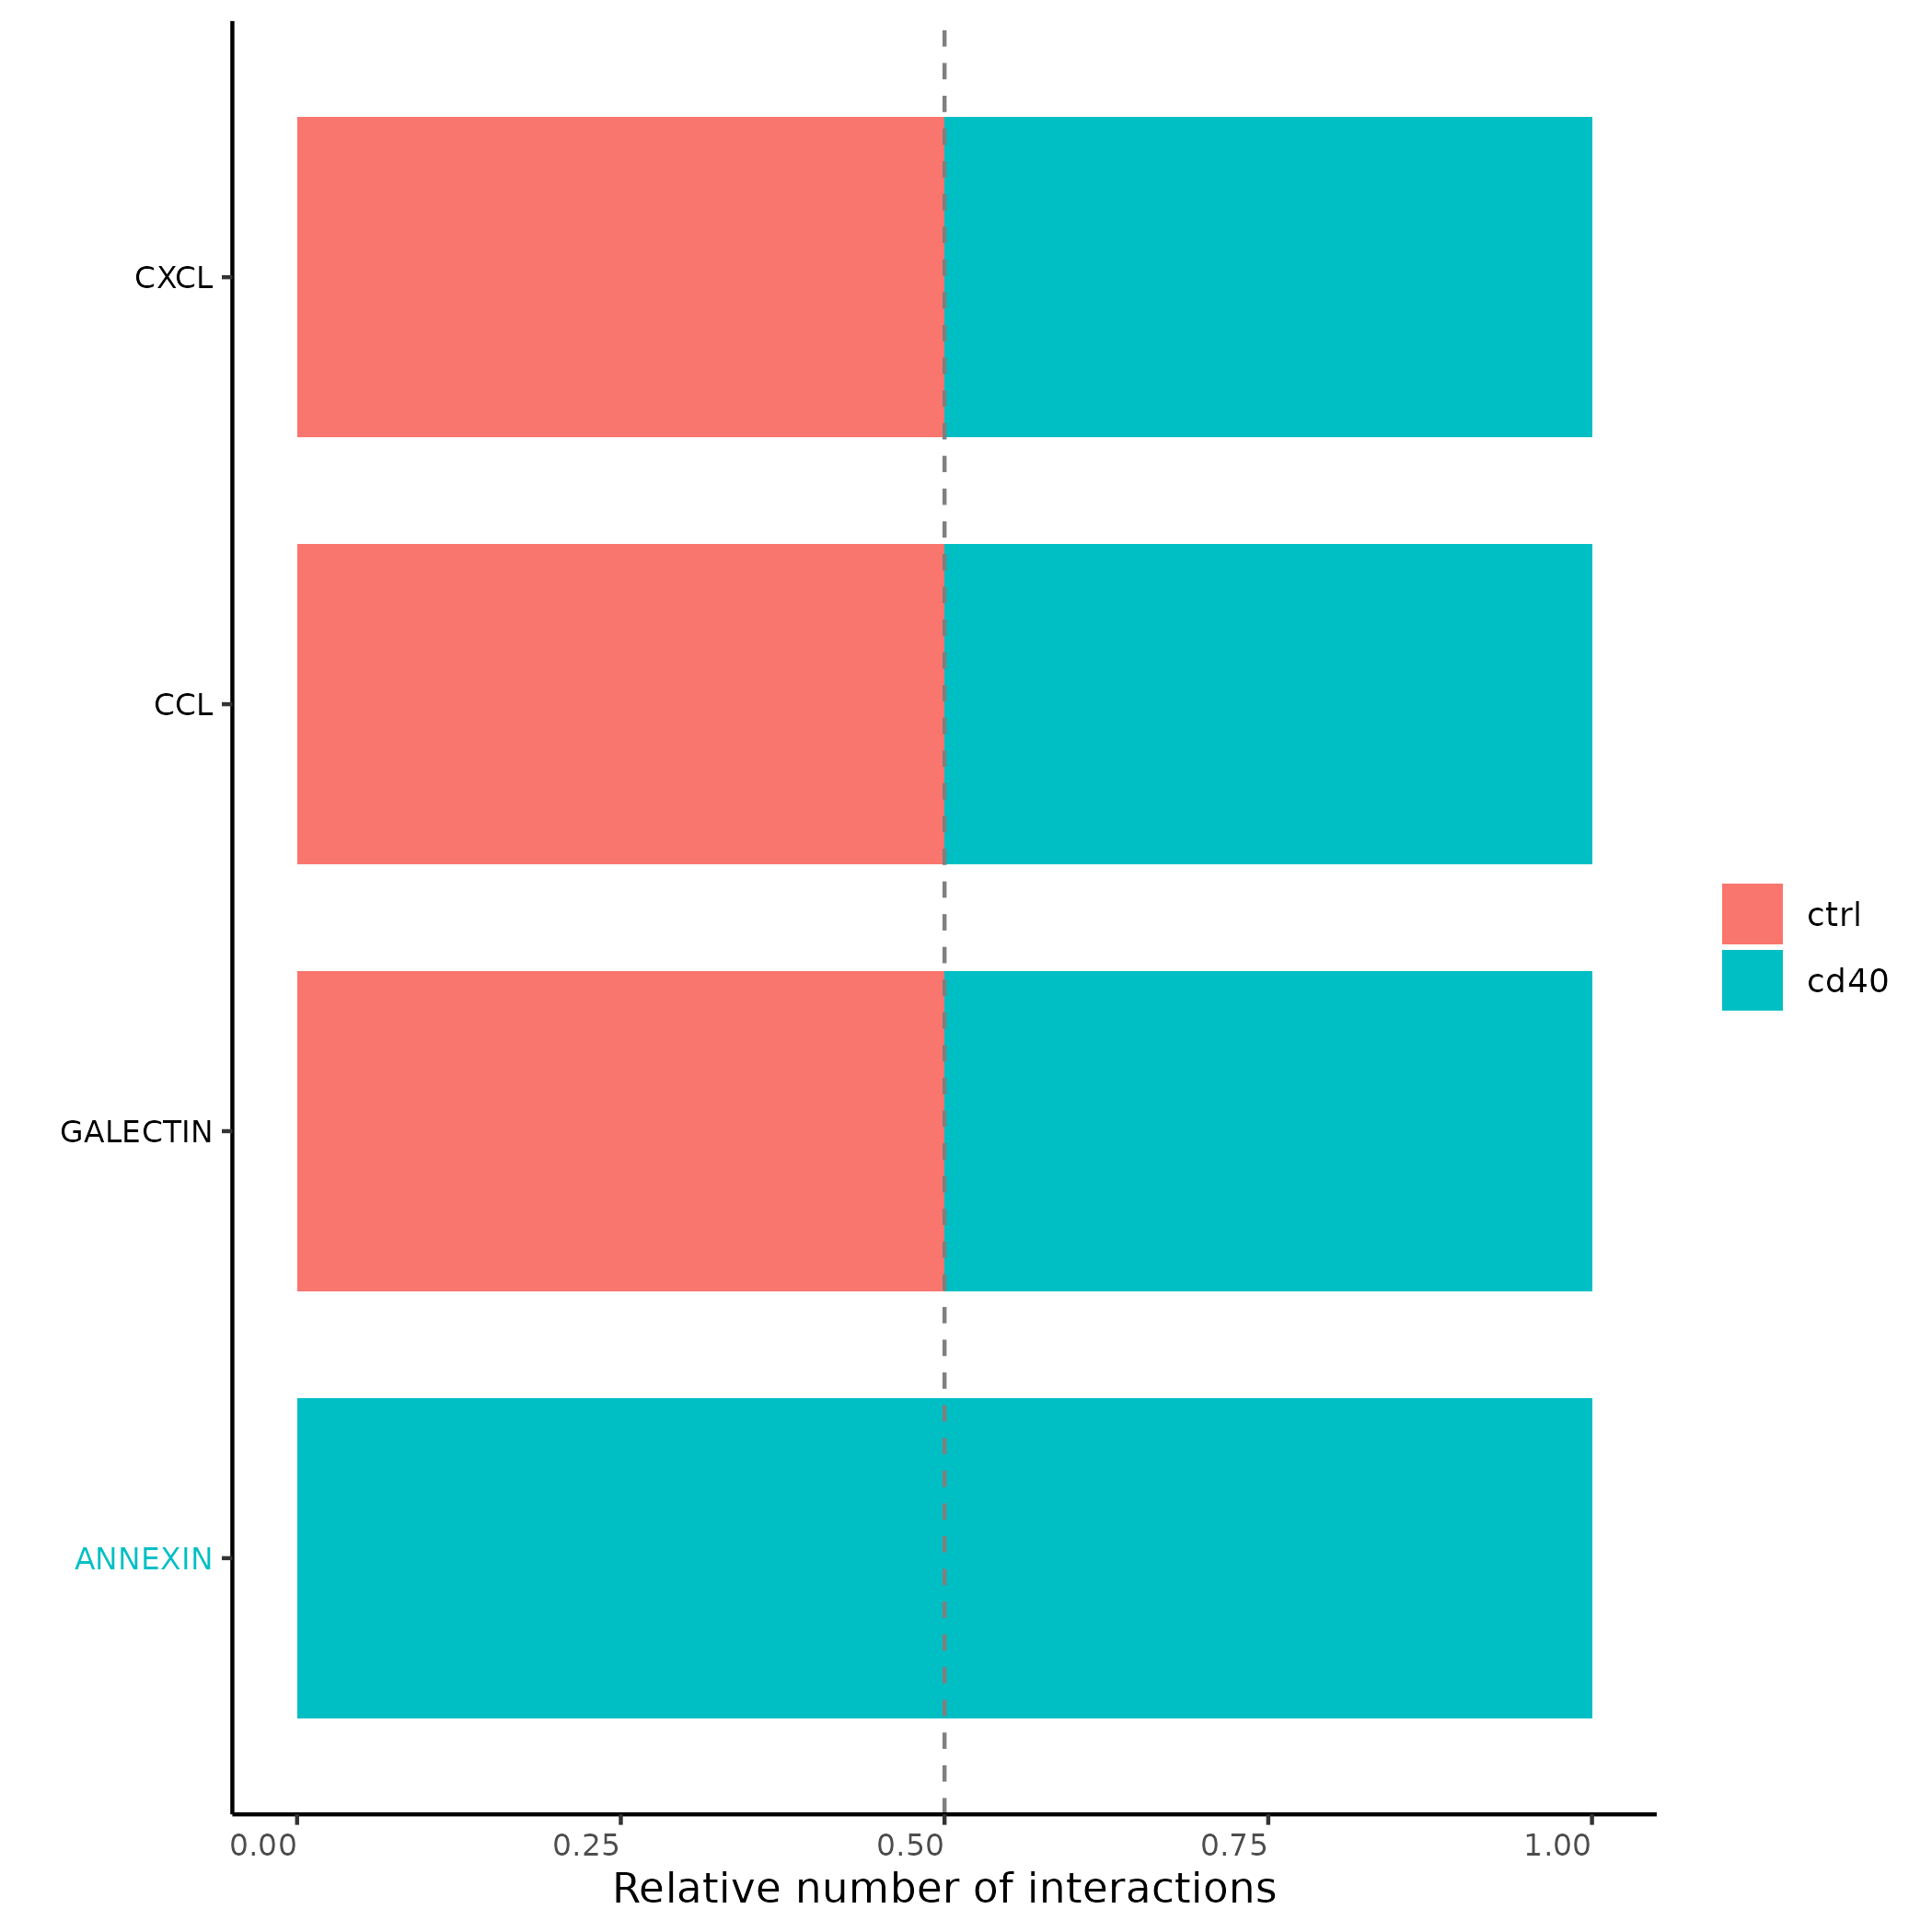 CXCL
CCL
GALECTIN
ANNEXIN
0.00 0.25 0.50 0.75 1.00
Relative number of interactions
ctrl
cd40